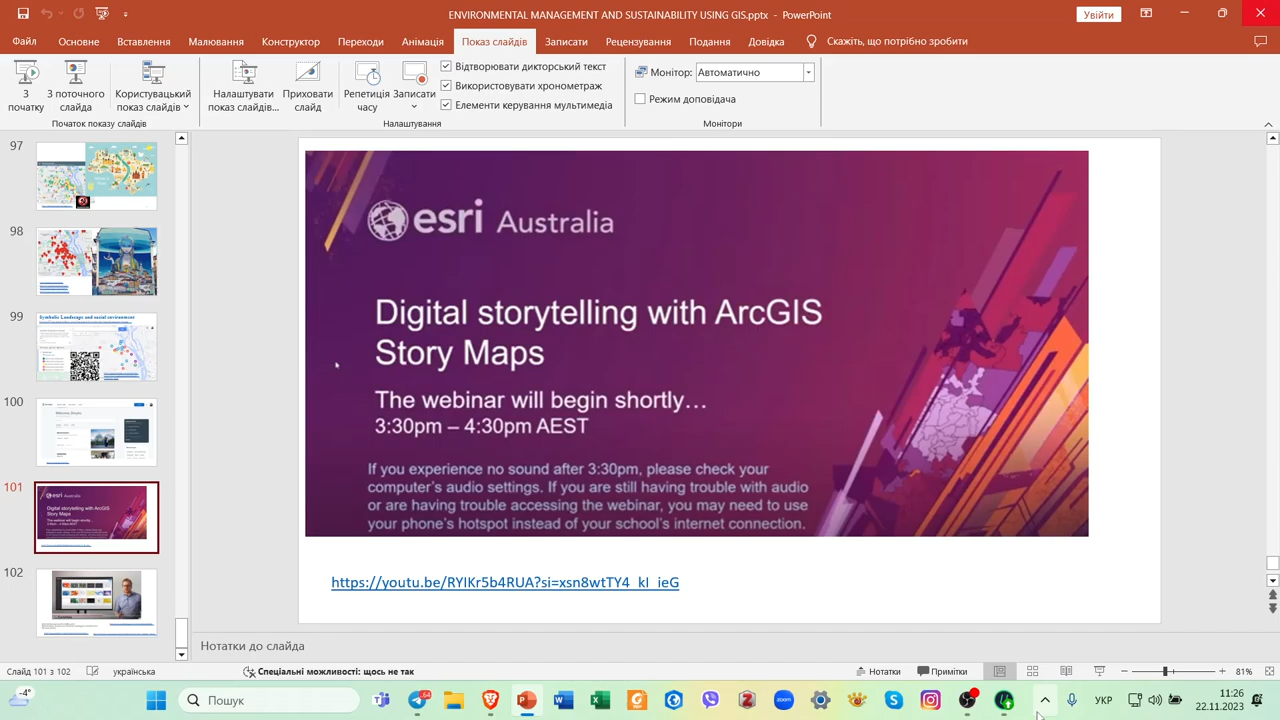 ENVIRONMENTAL MANAGEMENT AND SUSTAINABILITY USING GIS.pptx - PowerPoint
Увійти
Файл Основне Вставлення Малювання Конструктор Переходи Анімація Показ слайдів Записати Рецензування Подання Довідка Скажіть, що потрібно зробити
З початку
З поточного слайда
Користувацький показ слайдів
Налаштувати показ слайдів...
Приховати слайд
Репетиція часу
Записати
Відтворювати дикторський текст
Використовувати хронометраж
Елементи керування мультимедіа
Монітор: Автоматично
Режим доповідача
Початок показу слайдів
Налаштування
Монітори
97
98
99
Symbolic Landscape and social environment
100
101
102
esri Australia
Digital storytelling with ArcGIS
Story Maps
The webinar will begin shortly…
3:30pm – 4:30pm AEST
If you experience no sound after 3:30pm, please check your
computer's audio settings. If you are still having trouble with audio
or are having trouble accessing the webinar, you may need to use
your phone's hotspot instead of your school's internet connection.
https://youtu.be/RYIKr5b4RUA?si=xsn8wtTY4_kI_ieG
Нотатки до слайда
Слайд 101 з 102 українська Спеціальні можливості: щось не так Нотатки Примітки 81%
-4° Пошук 54 zoom УКР 11:26
22.11.2023